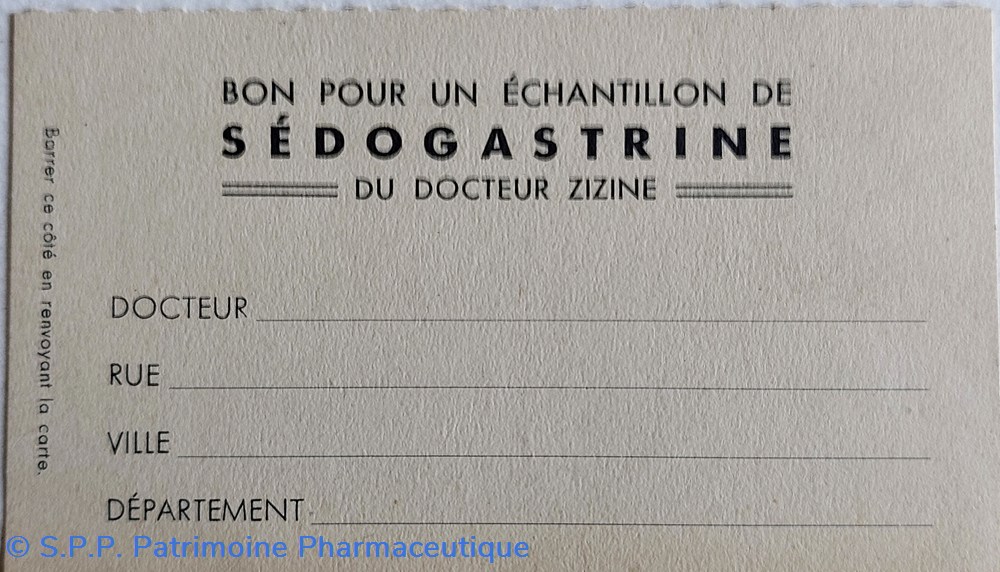 BON POUR UN ÉCHANTILLON DE
SÉDOGASTRINE
DU DOCTEUR ZIZINE
Barrer ce côté en renvoyant la carte.
DOCTEUR
RUE
VILLE
DÉPARTEMENT
© S.P.P. Patrimoine Pharmaceutique